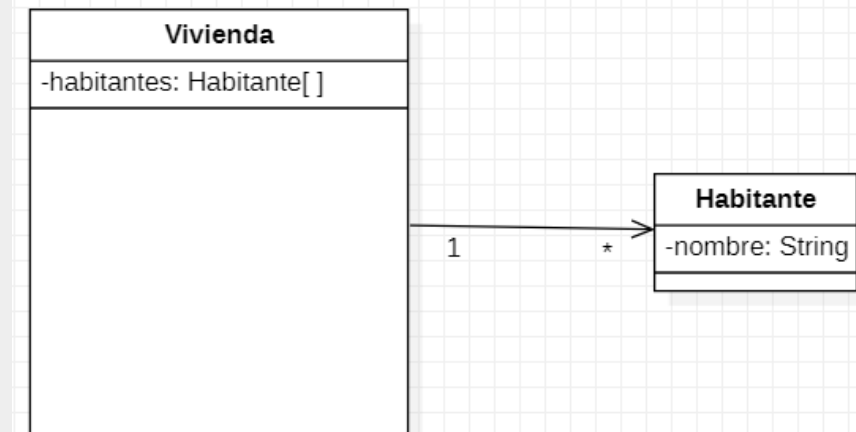 Vivienda
-habitantes: Habitante[ ]
Habitante
-nombre: String
1
*